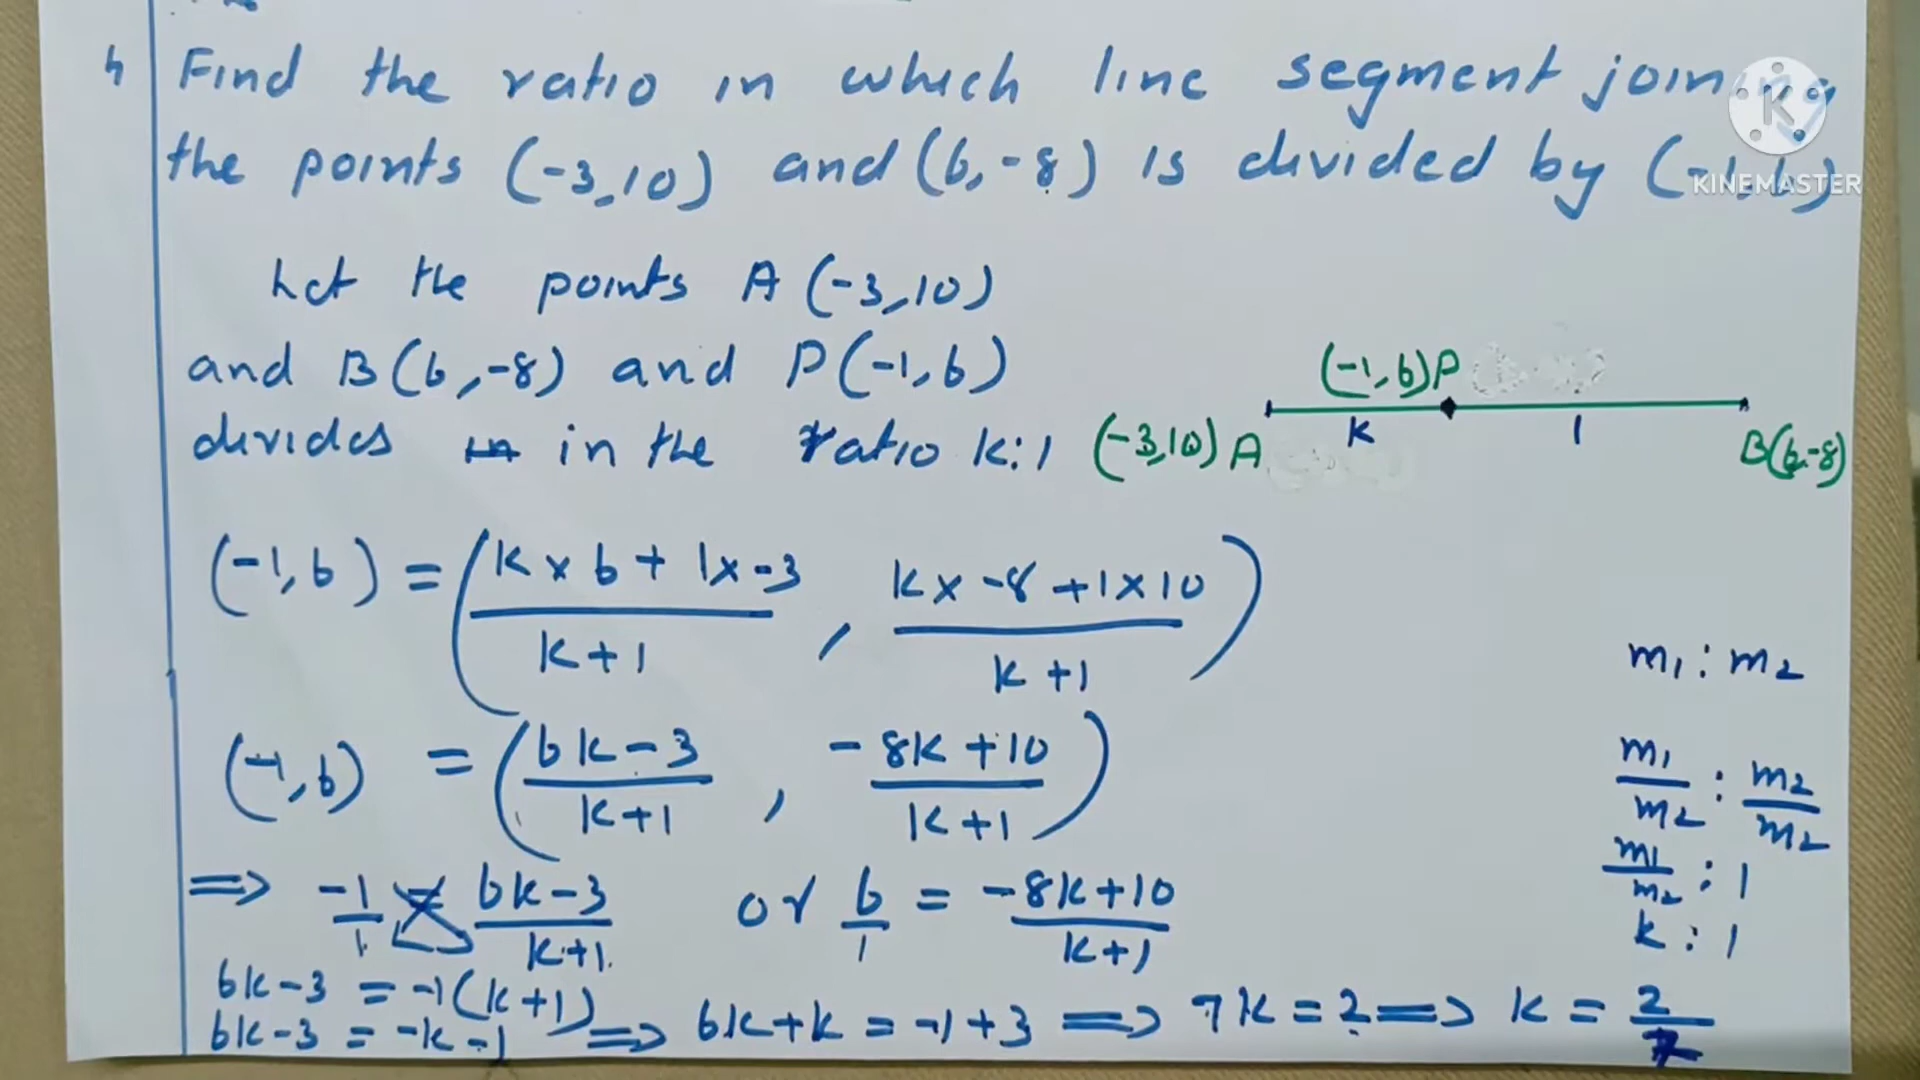 4 Find the ratio in which line segment joining
the points (-3,10) and (6,-8) is divided by (-1,6)
KINEMASTER
Let the points A (-3,10)
and B(6,-8) and P(-1,6)
divides in the ratio k:1
(-1,6)P
k 1
(-3,10) A B(6,-8)
(-1,6) = (k×6+1×-3/k+1, k×-8+1×10/k+1)
(-1,6) = (6k-3/k+1, -8k+10/k+1)
⇒ -1/1 = 6k-3/k+1 or 6/1 = -8k+10/k+1
6k-3 = -1(k+1)
6k-3 = -k-1 ⇒ 6k+k = -1+3 ⇒ 7k=2 ⇒ k = 2/7
m1 : m2
m1/m2 : m2/m2
m1/m2 : 1
k : 1